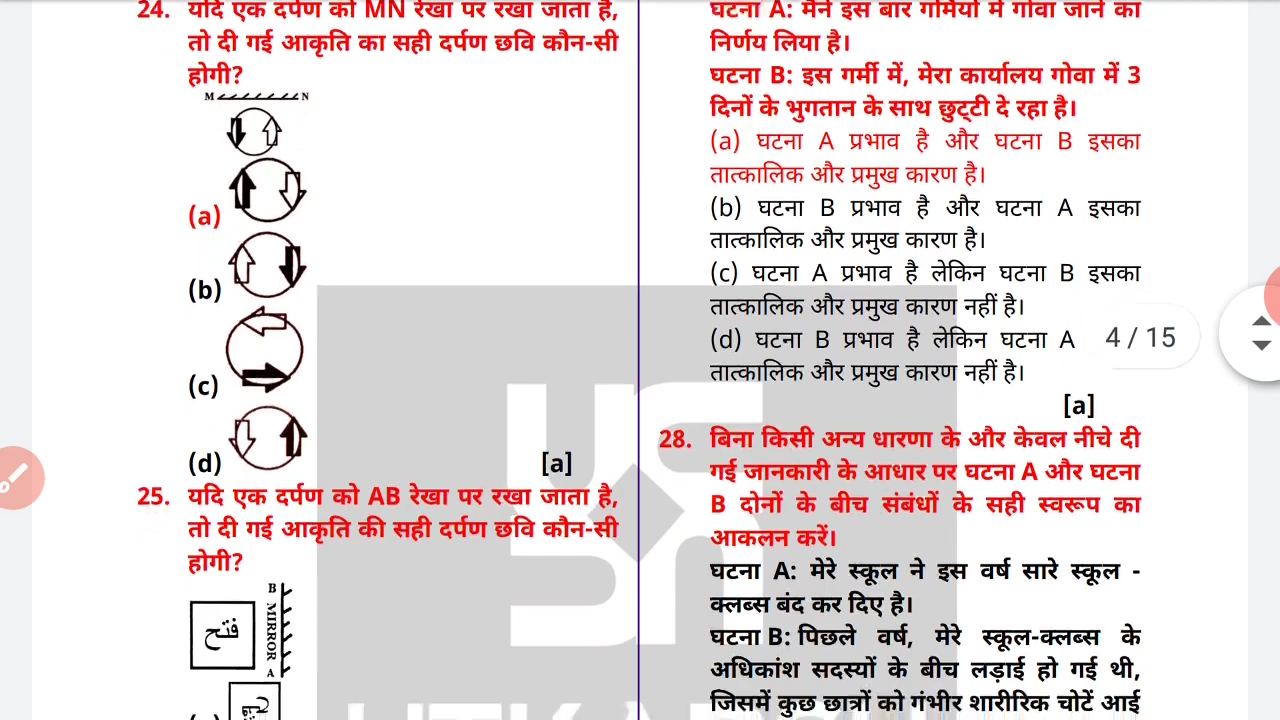 24. यदि एक दर्पण को MN रेखा पर रखा जाता है,
तो दी गई आकृति का सही दर्पण छवि कौन-सी
होगी?
M N
(a)
(b)
(c)
(d) [a]
25. यदि एक दर्पण को AB रेखा पर रखा जाता है,
तो दी गई आकृति की सही दर्पण छवि कौन-सी
होगी?
B
MIRROR
A
فتح
घटना A: मैंने इस बार गर्मियों में गोवा जाने का
निर्णय लिया है।
घटना B: इस गर्मी में, मेरा कार्यालय गोवा में 3
दिनों के भुगतान के साथ छुट्टी दे रहा है।
(a) घटना A प्रभाव है और घटना B इसका
तात्कालिक और प्रमुख कारण है।
(b) घटना B प्रभाव है और घटना A इसका
तात्कालिक और प्रमुख कारण है।
(c) घटना A प्रभाव है लेकिन घटना B इसका
तात्कालिक और प्रमुख कारण नहीं है।
(d) घटना B प्रभाव है लेकिन घटना A
तात्कालिक और प्रमुख कारण नहीं है।
[a]
28. बिना किसी अन्य धारणा के और केवल नीचे दी
गई जानकारी के आधार पर घटना A और घटना
B दोनों के बीच संबंधों के सही स्वरूप का
आकलन करें।
घटना A: मेरे स्कूल ने इस वर्ष सारे स्कूल -
क्लब्स बंद कर दिए है।
घटना B: पिछले वर्ष, मेरे स्कूल-क्लब्स के
अधिकांश सदस्यों के बीच लड़ाई हो गई थी,
जिसमें कुछ छात्रों को गंभीर शारीरिक चोटें आई
4 / 15